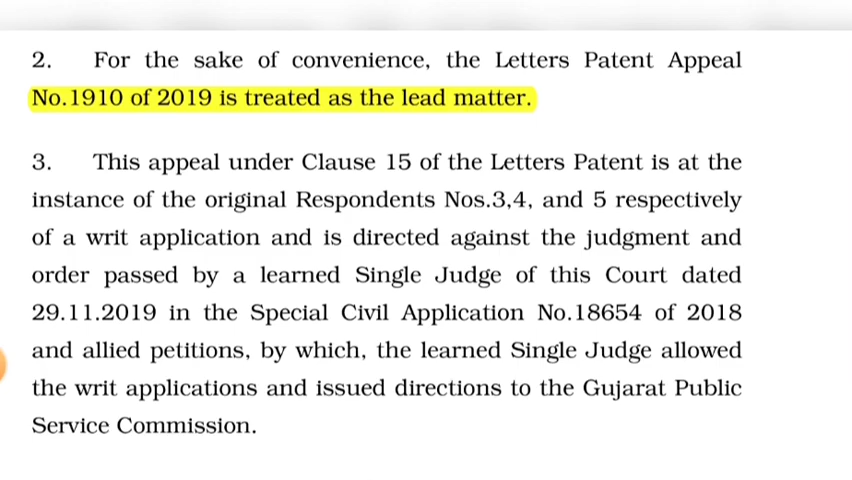 2. For the sake of convenience, the Letters Patent Appeal
No.1910 of 2019 is treated as the lead matter.
3. This appeal under Clause 15 of the Letters Patent is at the
instance of the original Respondents Nos.3,4, and 5 respectively
of a writ application and is directed against the judgment and
order passed by a learned Single Judge of this Court dated
29.11.2019 in the Special Civil Application No.18654 of 2018
and allied petitions, by which, the learned Single Judge allowed
the writ applications and issued directions to the Gujarat Public
Service Commission.